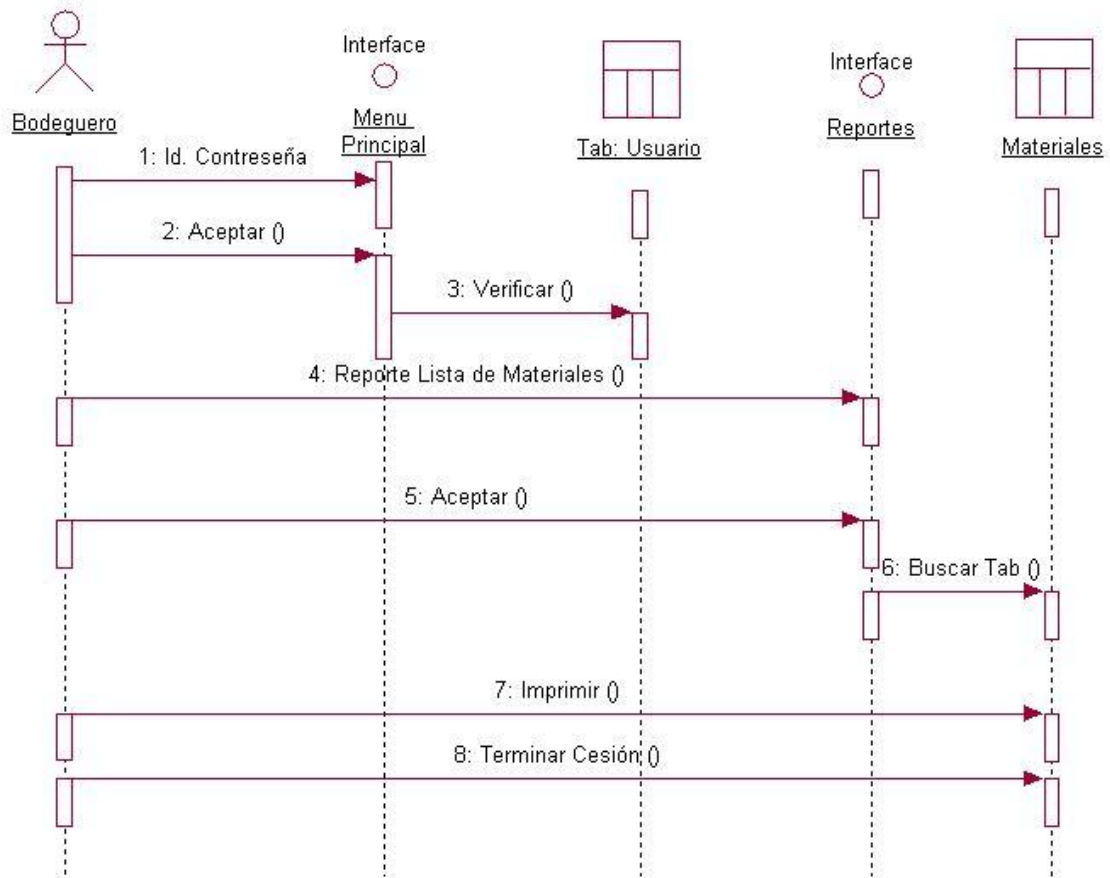 Interface
Interface
Bodeguero
Menu
Principal
Tab: Usuario
Reportes
Materiales
1: Id. Contreseña
2: Aceptar ()
3: Verificar ()
4: Reporte Lista de Materiales ()
5: Aceptar ()
6: Buscar Tab ()
7: Imprimir ()
8: Terminar Cesión ()